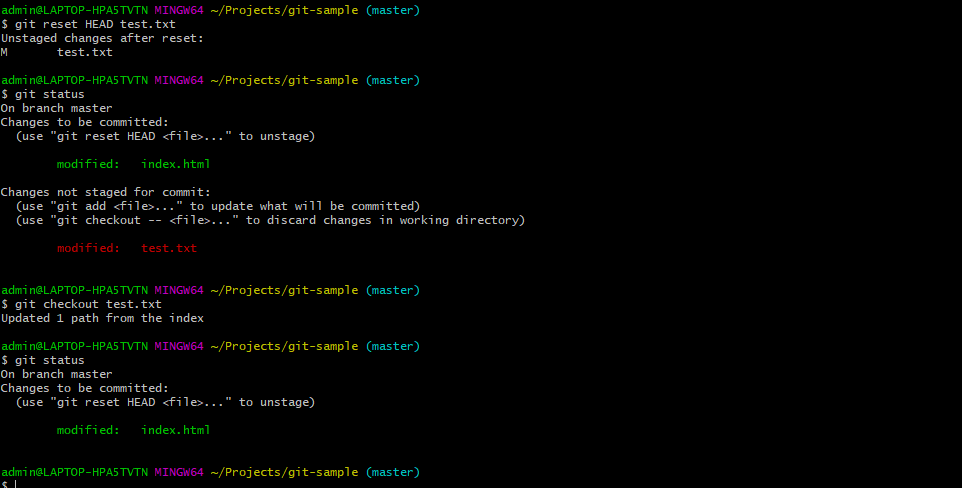 admin@LAPTOP-HPA5TVTN MINGW64 ~/Projects/git-sample (master)
$ git reset HEAD test.txt
Unstaged changes after reset:
M       test.txt
admin@LAPTOP-HPA5TVTN MINGW64 ~/Projects/git-sample (master)
$ git status
On branch master
Changes to be committed:
  (use "git reset HEAD <file>..." to unstage)
        modified:   index.html
Changes not staged for commit:
  (use "git add <file>..." to update what will be committed)
  (use "git checkout -- <file>..." to discard changes in working directory)
        modified:   test.txt
admin@LAPTOP-HPA5TVTN MINGW64 ~/Projects/git-sample (master)
$ git checkout test.txt
Updated 1 path from the index
admin@LAPTOP-HPA5TVTN MINGW64 ~/Projects/git-sample (master)
$ git status
On branch master
Changes to be committed:
  (use "git reset HEAD <file>..." to unstage)
        modified:   index.html
admin@LAPTOP-HPA5TVTN MINGW64 ~/Projects/git-sample (master)
$